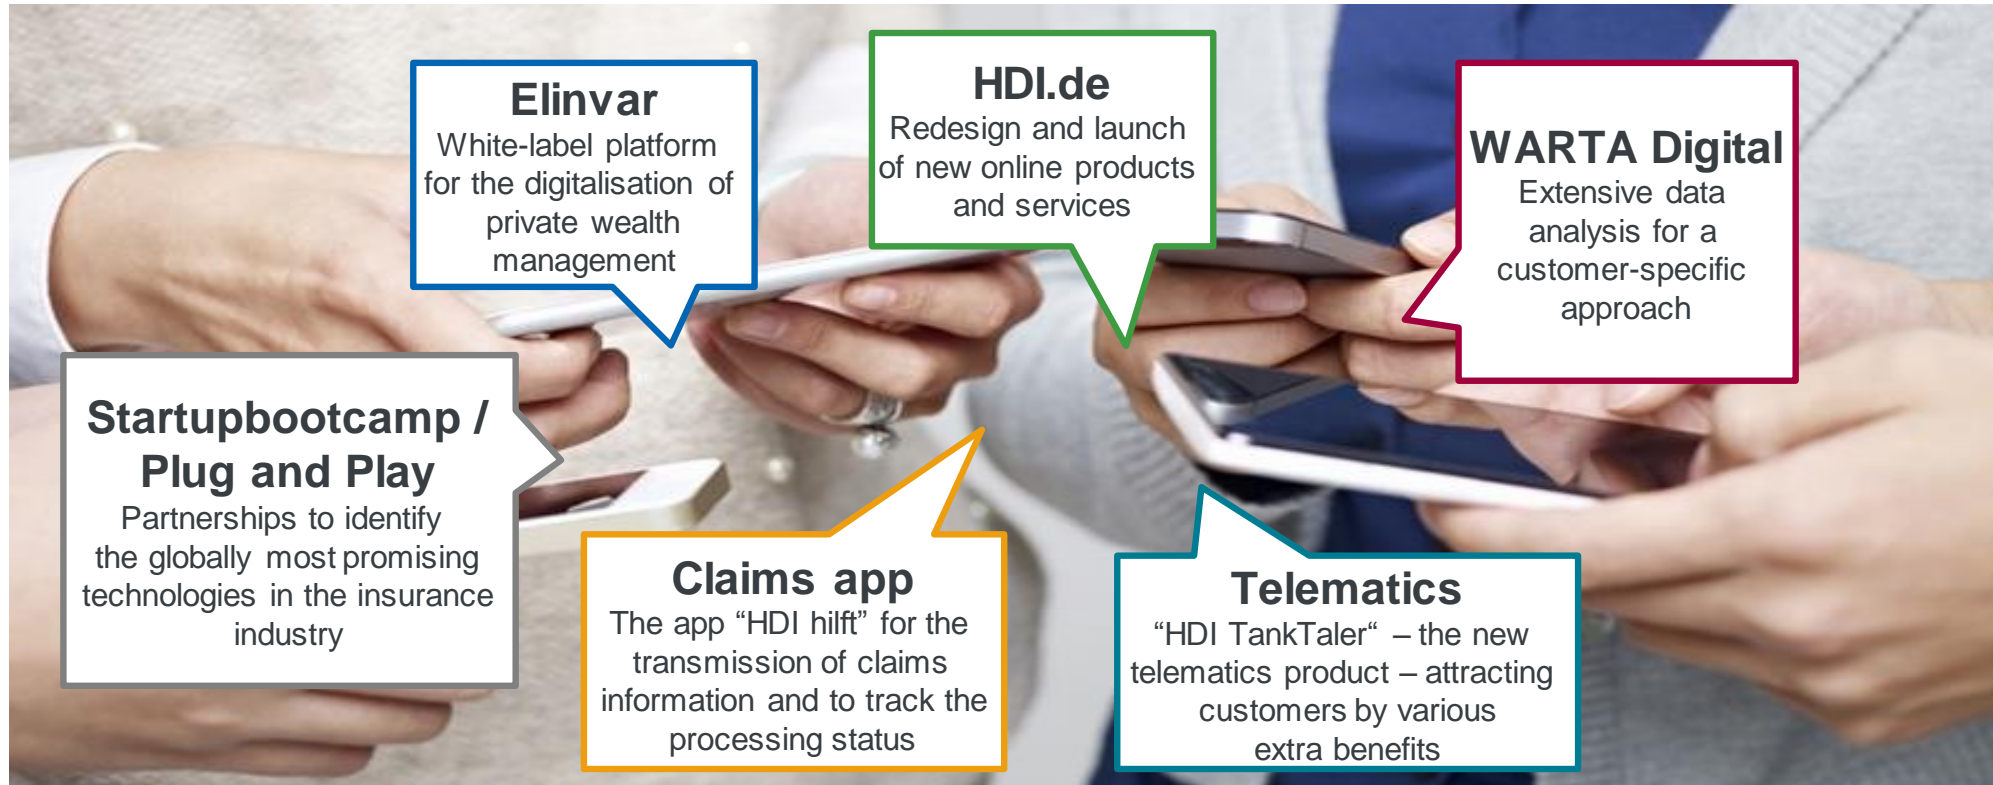 Elinvar
White-label platform
for the digitalisation of
private wealth
management
HDI.de
Redesign and launch
of new online products
and services
WARTA Digital
Extensive data
analysis for a
customer-specific
approach
Startupbootcamp /
Plug and Play
Partnerships to identify
the globally most promising
technologies in the insurance
industry
Claims app
The app “HDI hilft” for the
transmission of claims
information and to track the
processing status
Telematics
“HDI TankTaler“ – the new
telematics product – attracting
customers by various
extra benefits